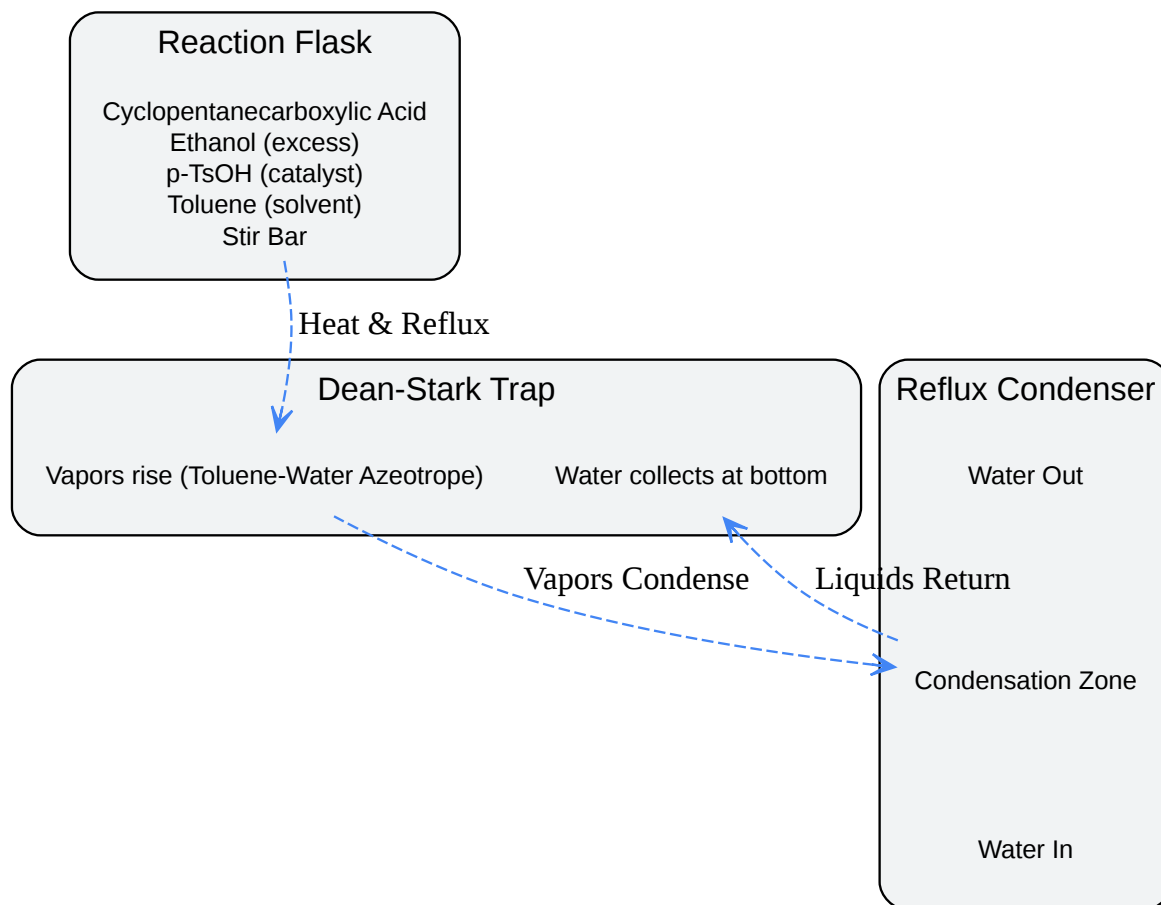 Reaction Flask
Cyclopentanecarboxylic Acid
Ethanol (excess)
p-TsOH (catalyst)
Toluene (solvent)
Stir Bar
Heat & Reflux
Dean-Stark Trap
Vapors rise (Toluene-Water Azeotrope)
Water collects at bottom
Reflux Condenser
Water Out
Vapors Condense
Liquids Return
Condensation Zone
Water In